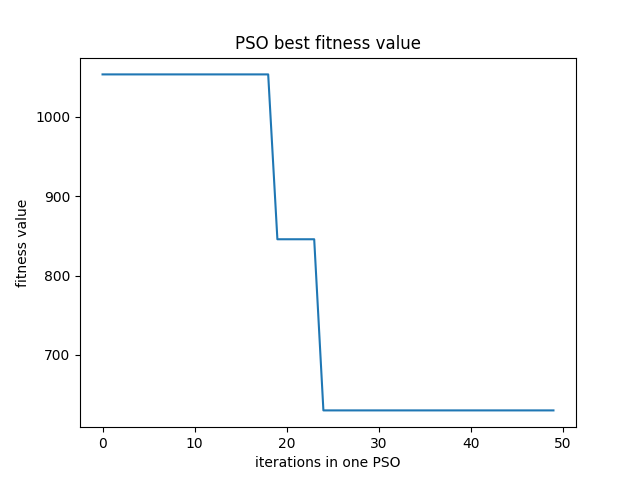 PSO best fitness value
1000
900
800
700
fitness value
0 10 20 30 40 50
iterations in one PSO